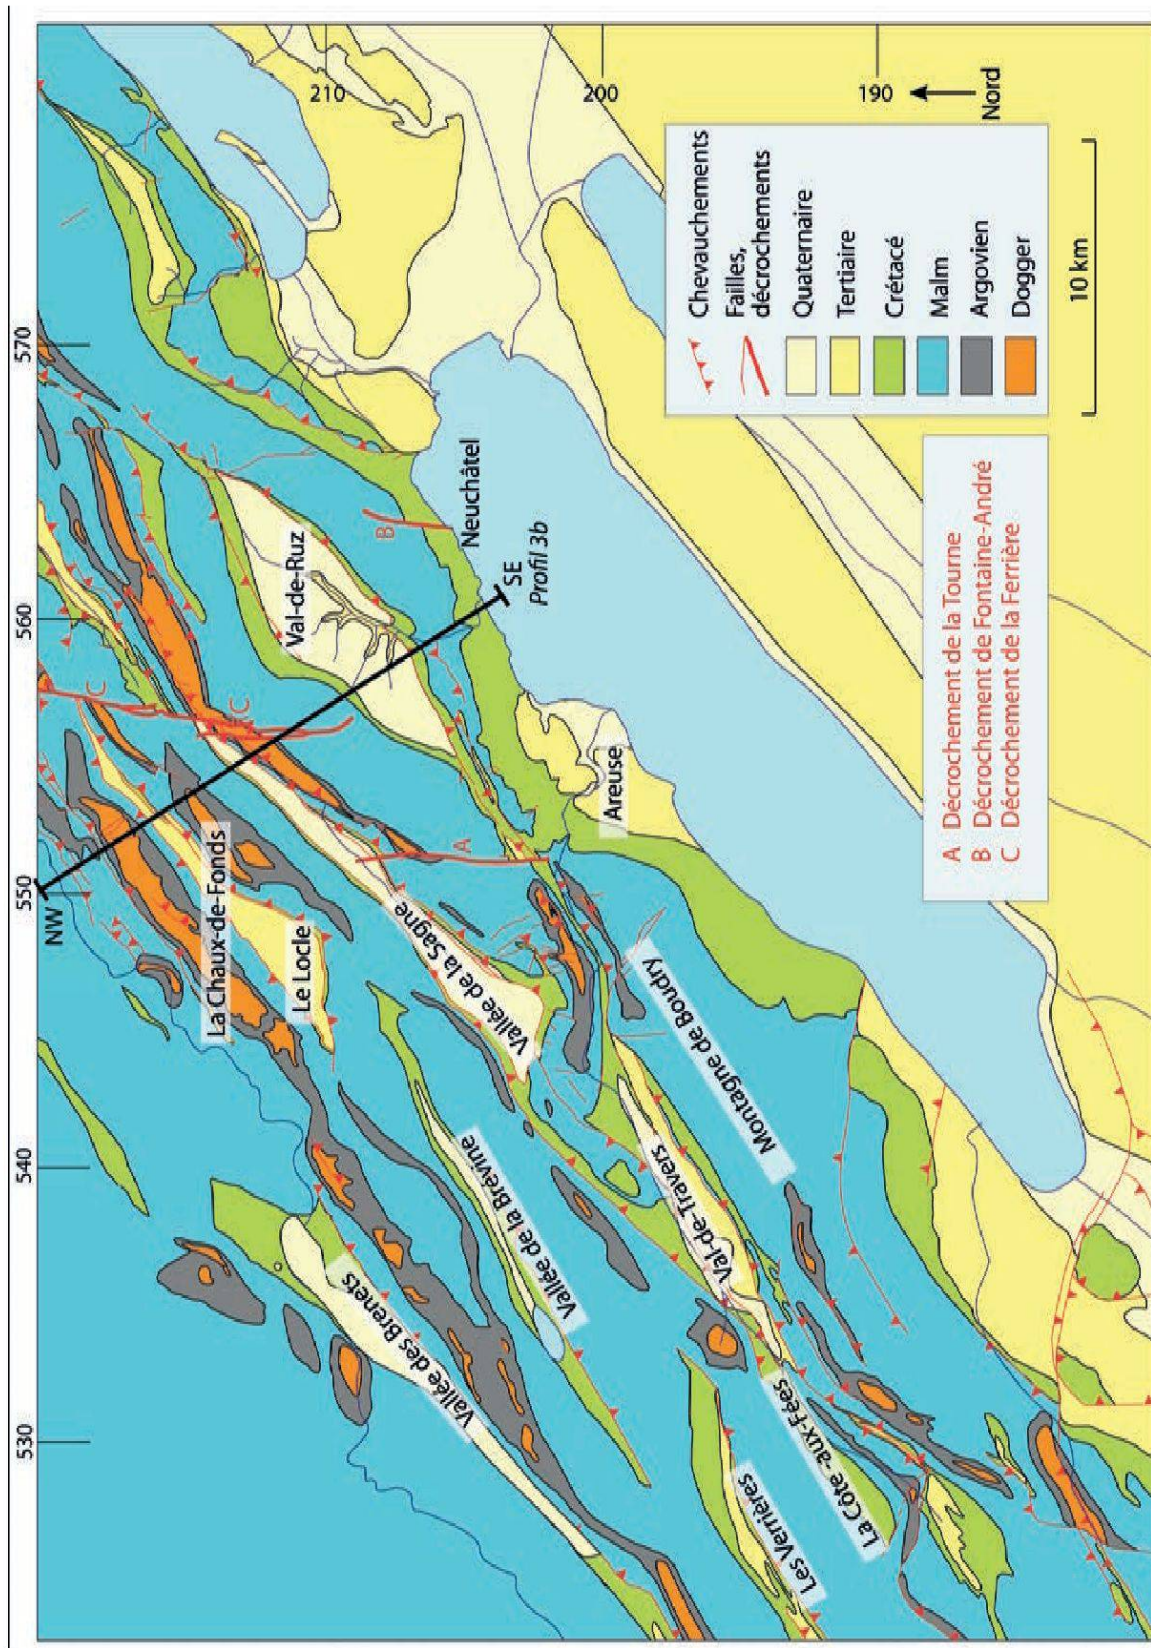 530
540
550
560
570
210
200
190
Nord
NW
SE
Profil 3b
La Chaux-de-Fonds
Le Locle
Vallée des Brenets
Vallée de la Brévine
Vallée de la Sagne
Val-de-Ruz
Neuchâtel
Areuse
Montagne de Boudry
Val-de-Travers
La Côte-aux-Fées
Les Verrières
A
B
C
C
A Décrochement de la Tourne
B Décrochement de Fontaine-André
C Décrochement de la Ferrière
Chevauchements
Failles,
décrochements
Quaternaire
Tertiaire
Crétacé
Malm
Argovien
Dogger
10 km